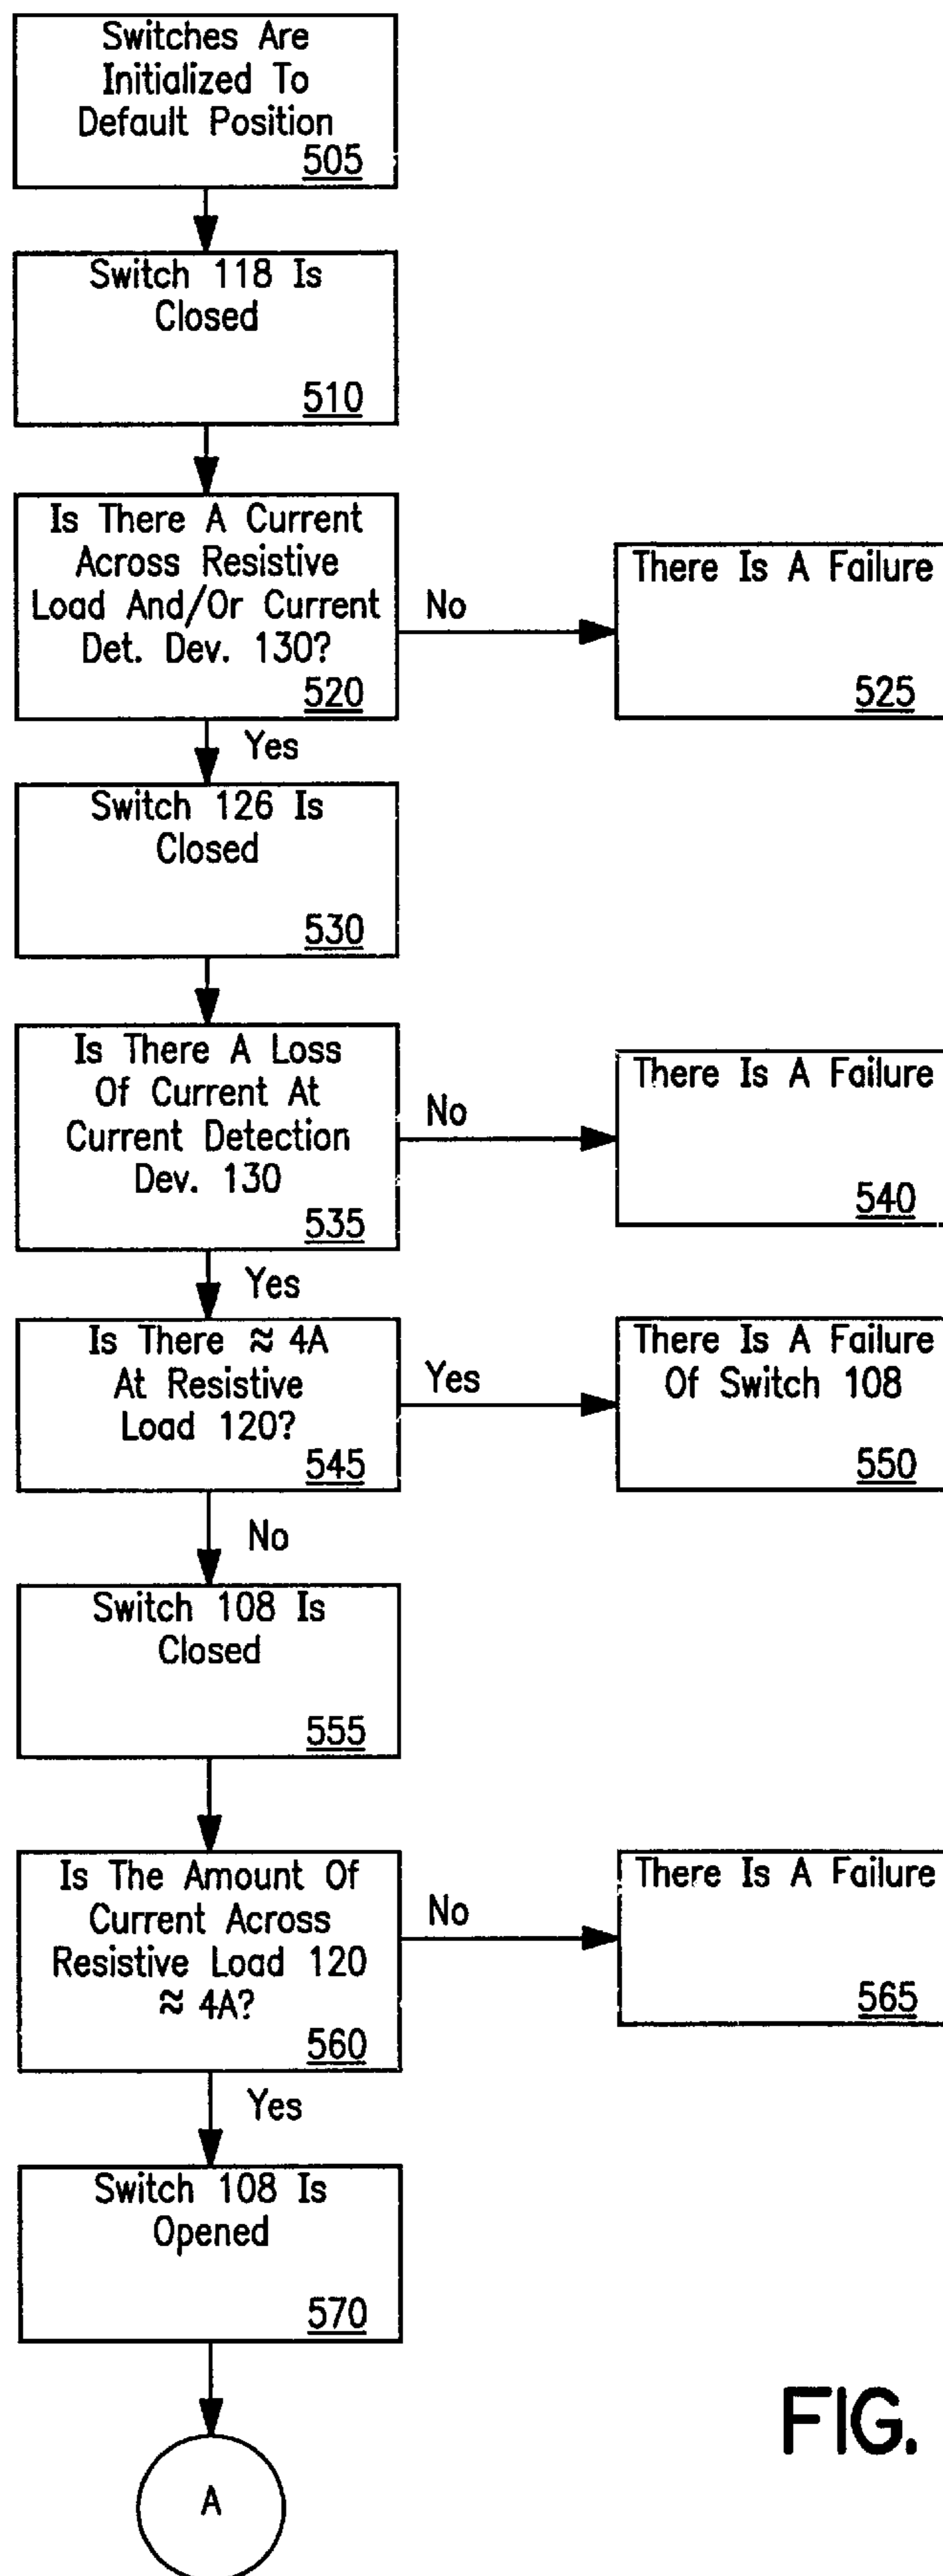 Switches Are
Initialized To
Default Position
505
Switch 118 Is
Closed
510
Is There A Current
Across Resistive
Load And/Or Current
Det. Dev. 130?
520
No
There Is A Failure
525
Yes
Switch 126 Is
Closed
530
Is There A Loss
Of Current At
Current Detection
Dev. 130
535
No
There Is A Failure
540
Yes
Is There ≈ 4A
At Resistive
Load 120?
545
Yes
There Is A Failure
Of Switch 108
550
No
Switch 108 Is
Closed
555
Is The Amount Of
Current Across
Resistive Load 120
≈ 4A?
560
No
There Is A Failure
565
Yes
Switch 108 Is
Opened
570
A
FIG.